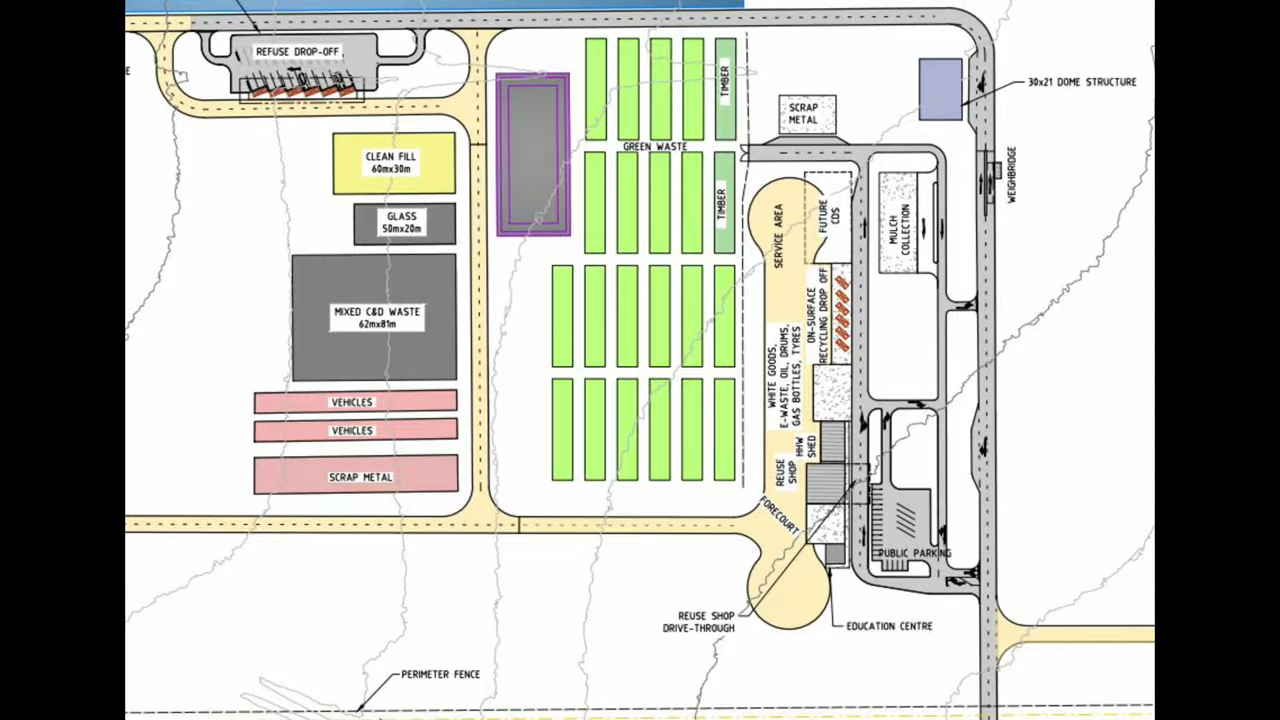 REFUSE DROP-OFF
E
TIMBER
30x21 DOME STRUCTURE
SCRAP
METAL
GREEN WASTE
CLEAN FILL
60mx30m
WEIGHBRIDGE
TIMBER
GLASS
50mx20m
SERVICE AREA
FUTURE
CDS
MULCH
COLLECTION
MIXED C&D WASTE
62mx81m
ON-SURFACE
RECYCLING DROP OFF
WHITE GOODS,
E-WASTE, OIL, DRUMS,
GAS BOTTLES, TYRES
VEHICLES
VEHICLES
HHW
SHED
REUSE
SHOP
SCRAP METAL
FORECOURT
PUBLIC PARKING
REUSE SHOP
DRIVE-THROUGH
EDUCATION CENTRE
PERIMETER FENCE